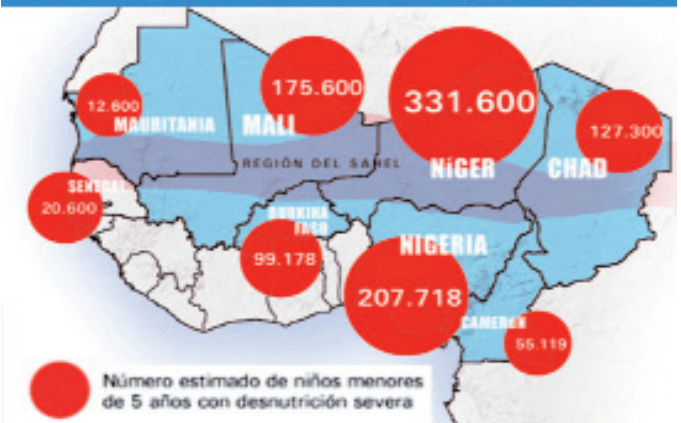 175.600
331.600
12.600
MAURITANIA
MALI
127.300
REGIÓN DEL SAHEL
NÍGER
CHAD
SENEGAL
20.600
BURKINA
FASO
NIGERIA
99.178
207.718
CAMERÚN
55.119
Número estimado de niños menores
de 5 años con desnutrición severa